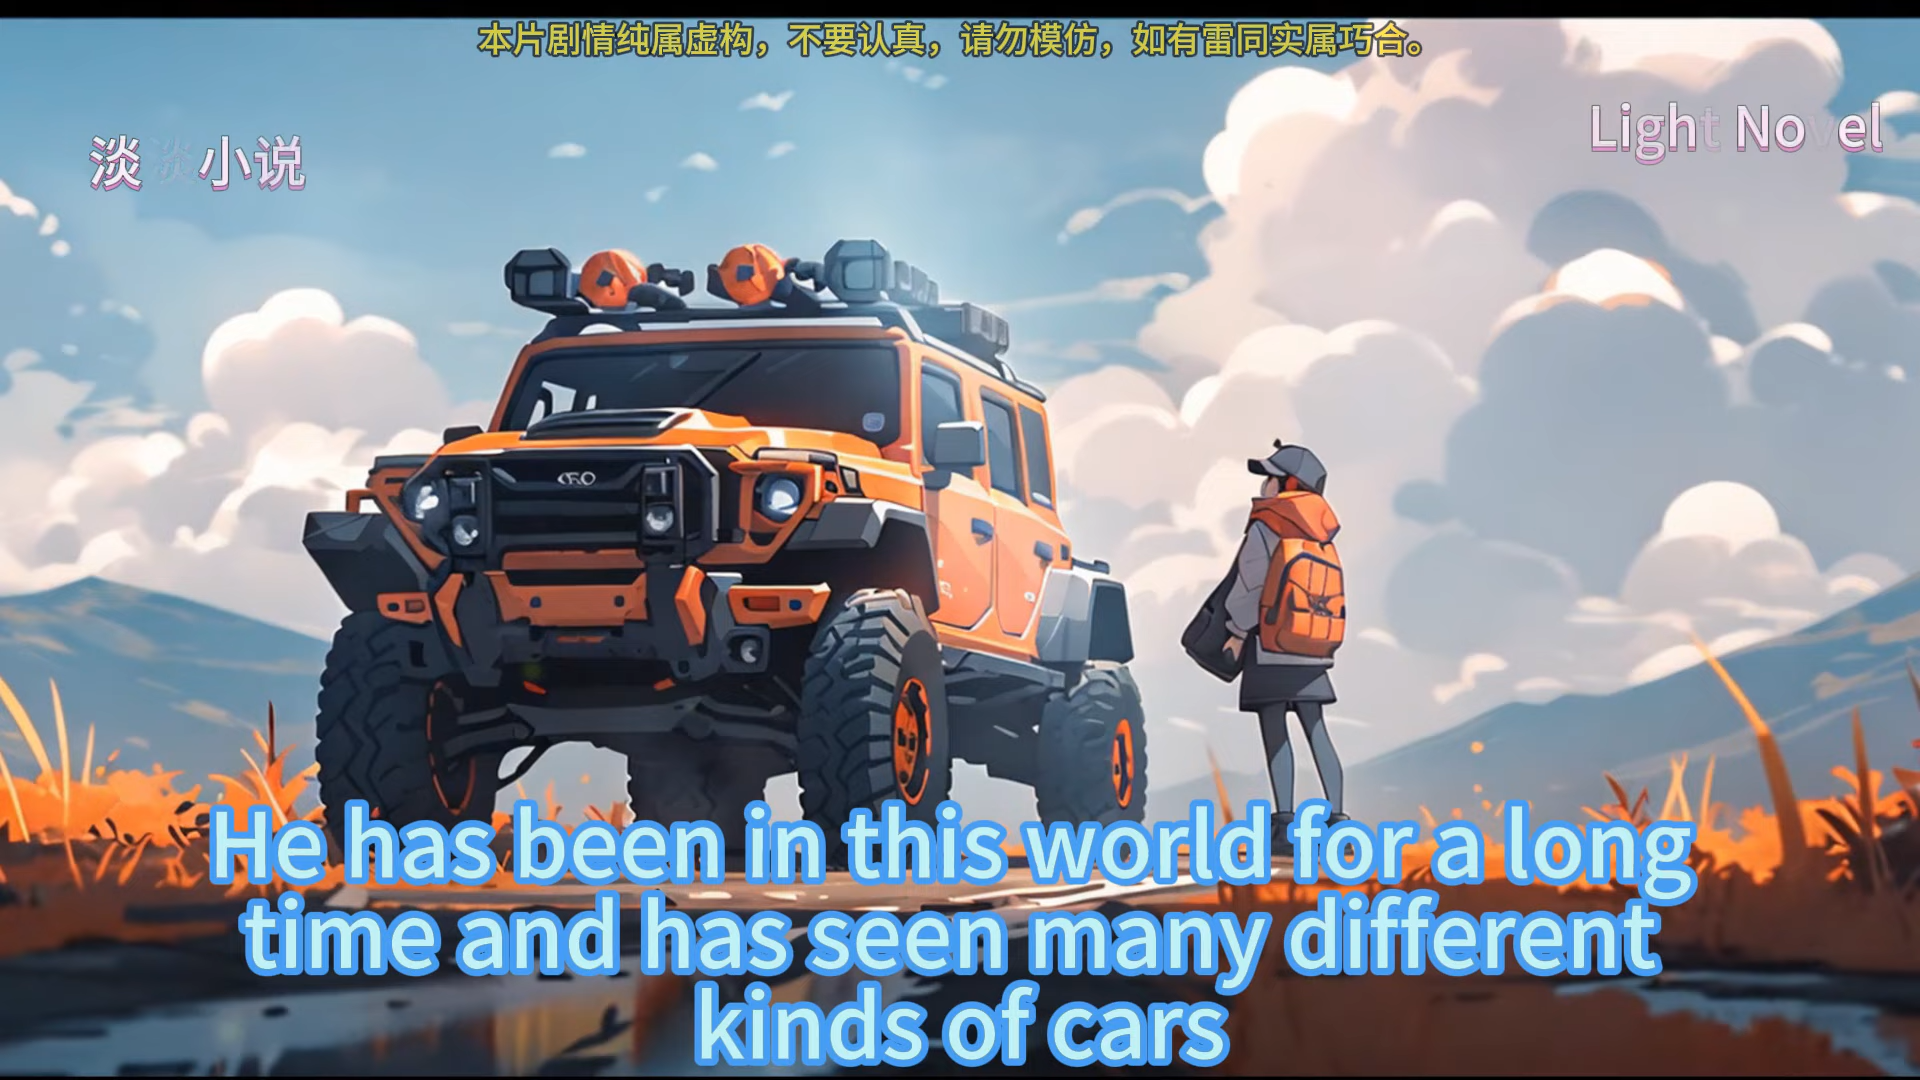 本片剧情纯属虚构，不要认真，请勿模仿，如有雷同实属巧合。
淡淡小说
Light Novel
He has been in this world for a long
time and has seen many different
kinds of cars